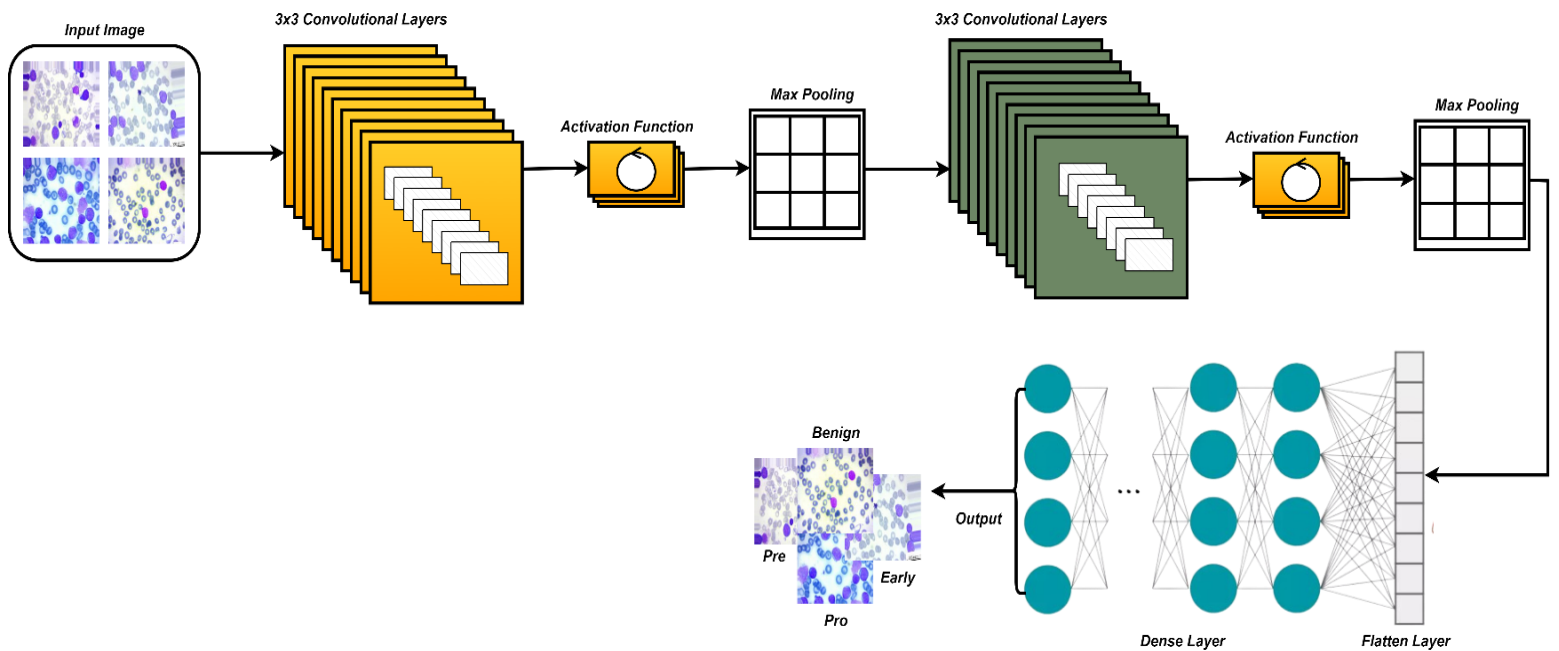 Input Image
3x3 Convolutional Layers
Activation Function
Max Pooling
3x3 Convolutional Layers
Activation Function
Max Pooling
Flatten Layer
Dense Layer
...
Output
Benign
Pre
Early
Pro